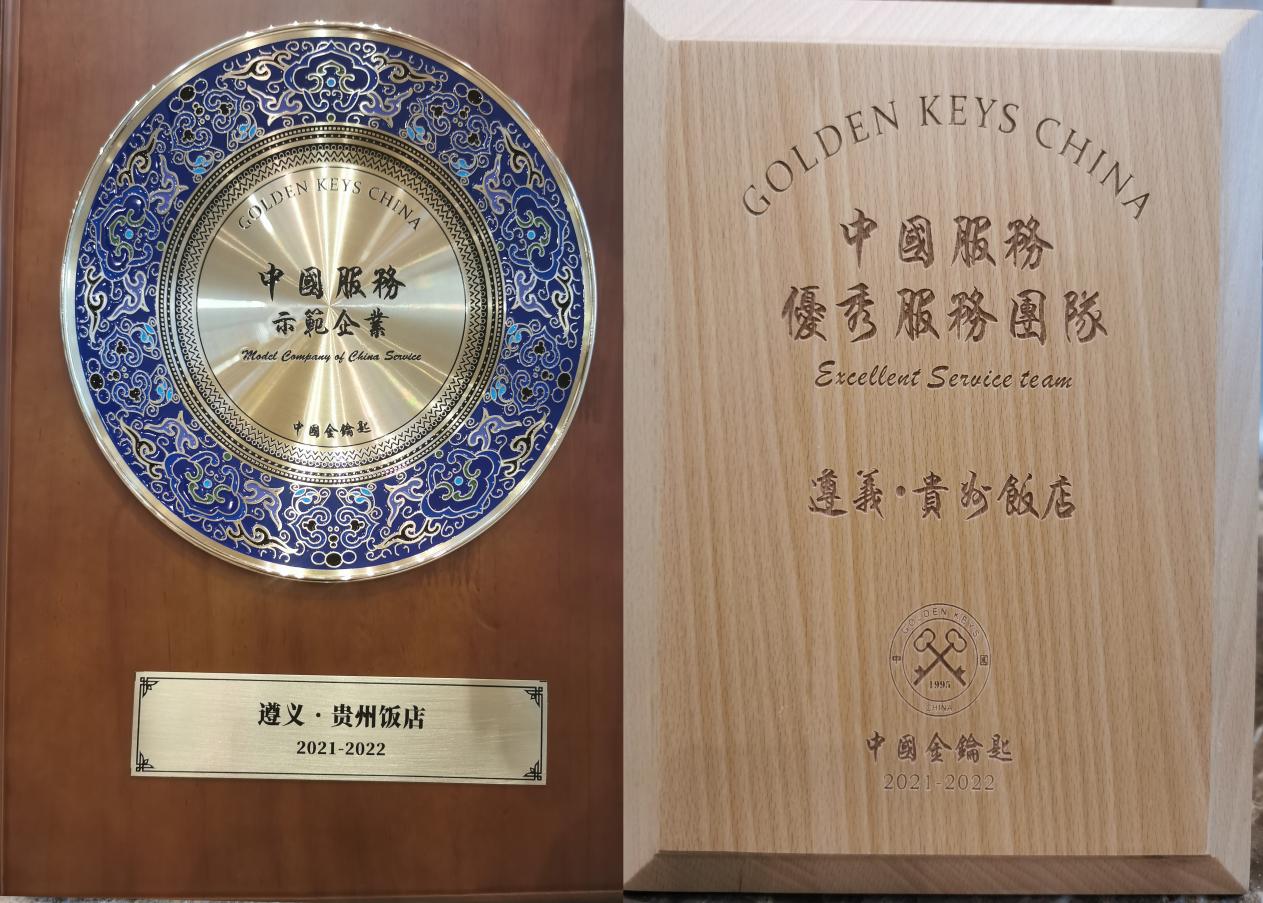 GOLDEN KEYS CHINA
中國服務
示範企業
Model Company of China Service
中國金鑰匙
遵义·贵州饭店
2021-2022
GOLDEN KEYS CHINA
中國服務
優秀服務團隊
Excellent Service team
遵義·貴州飯店
GOLDEN KEYS
中 國
1995
CHINA
中國金鑰匙
2021-2022